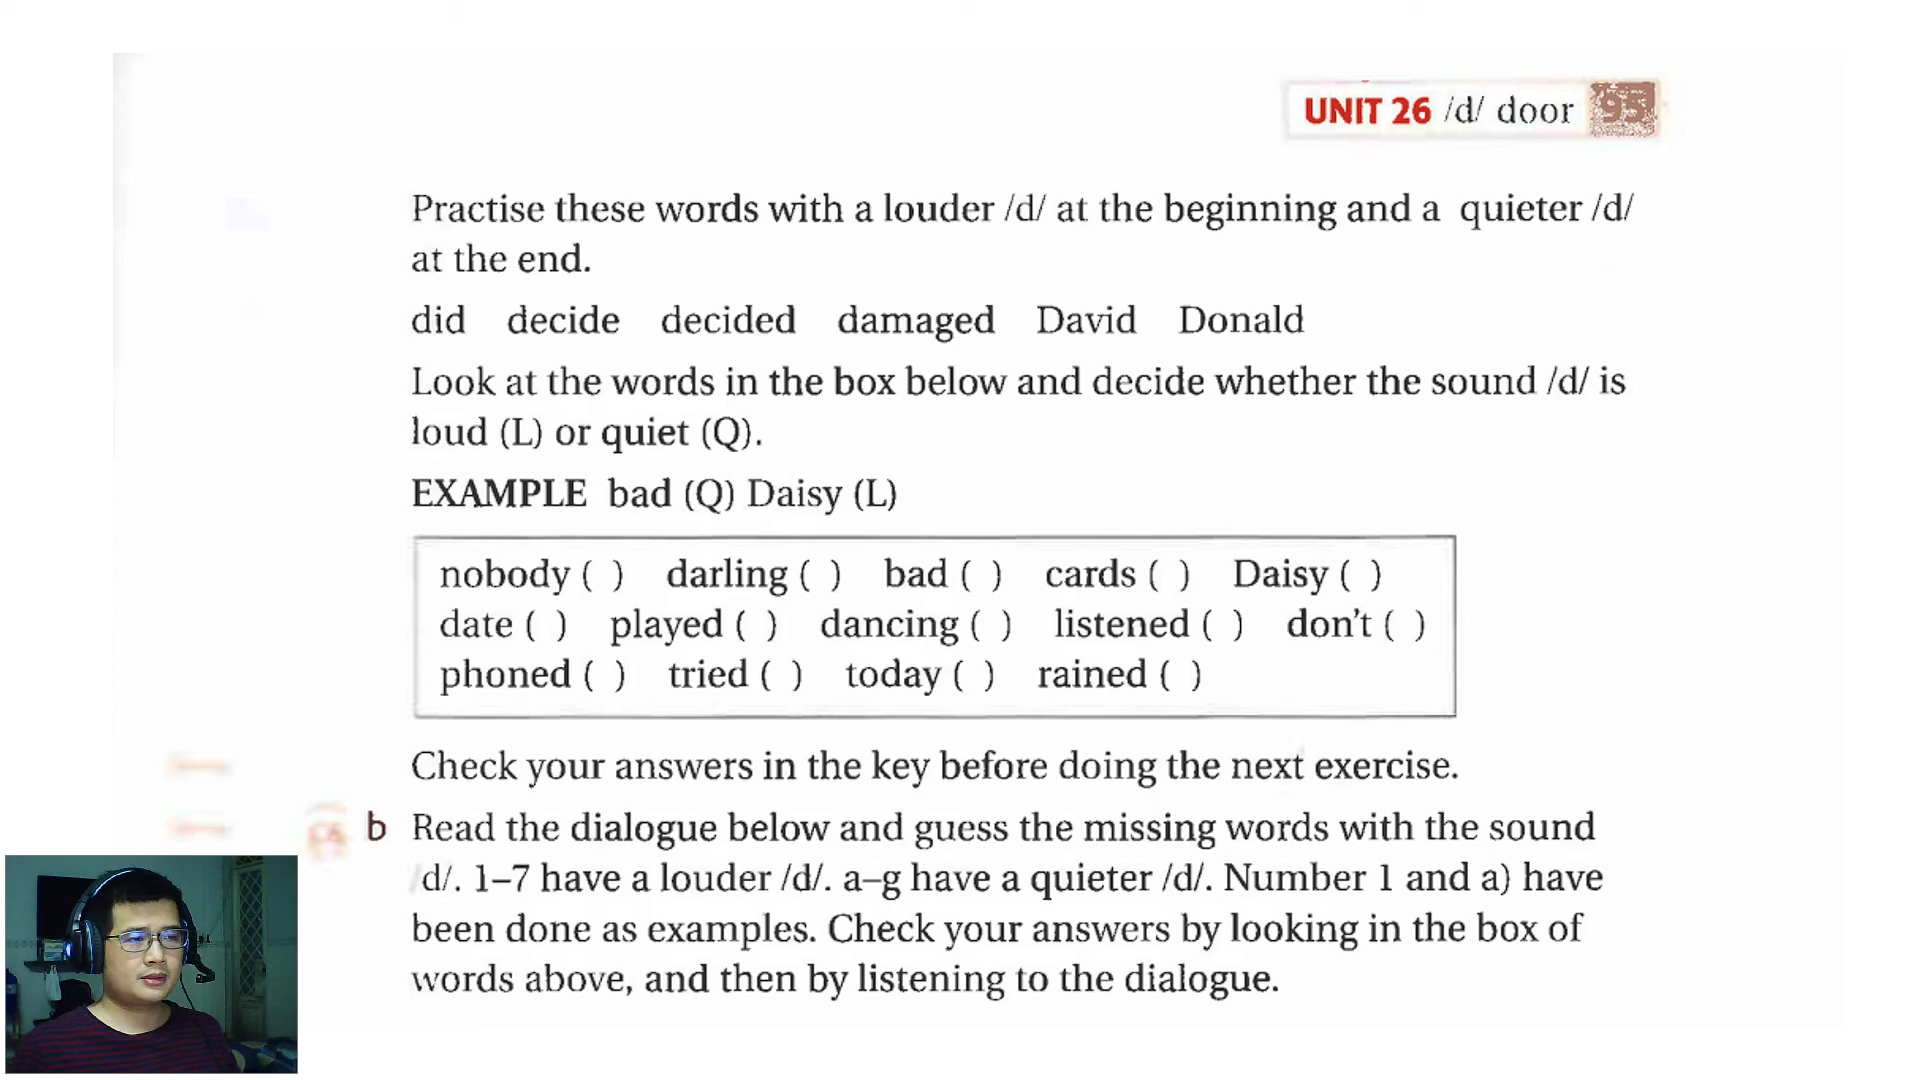 UNIT 26 /d/ door 95
Practise these words with a louder /d/ at the beginning and a quieter /d/
at the end.
did decide decided damaged David Donald
Look at the words in the box below and decide whether the sound /d/ is
loud (L) or quiet (Q).
EXAMPLE bad (Q) Daisy (L)
nobody ( ) darling ( ) bad ( ) cards ( ) Daisy ( )
date ( ) played ( ) dancing ( ) listened ( ) don't ( )
phoned ( ) tried ( ) today ( ) rained ( )
Check your answers in the key before doing the next exercise.
b Read the dialogue below and guess the missing words with the sound
/d/. 1–7 have a louder /d/. a–g have a quieter /d/. Number 1 and a) have
been done as examples. Check your answers by looking in the box of
words above, and then by listening to the dialogue.